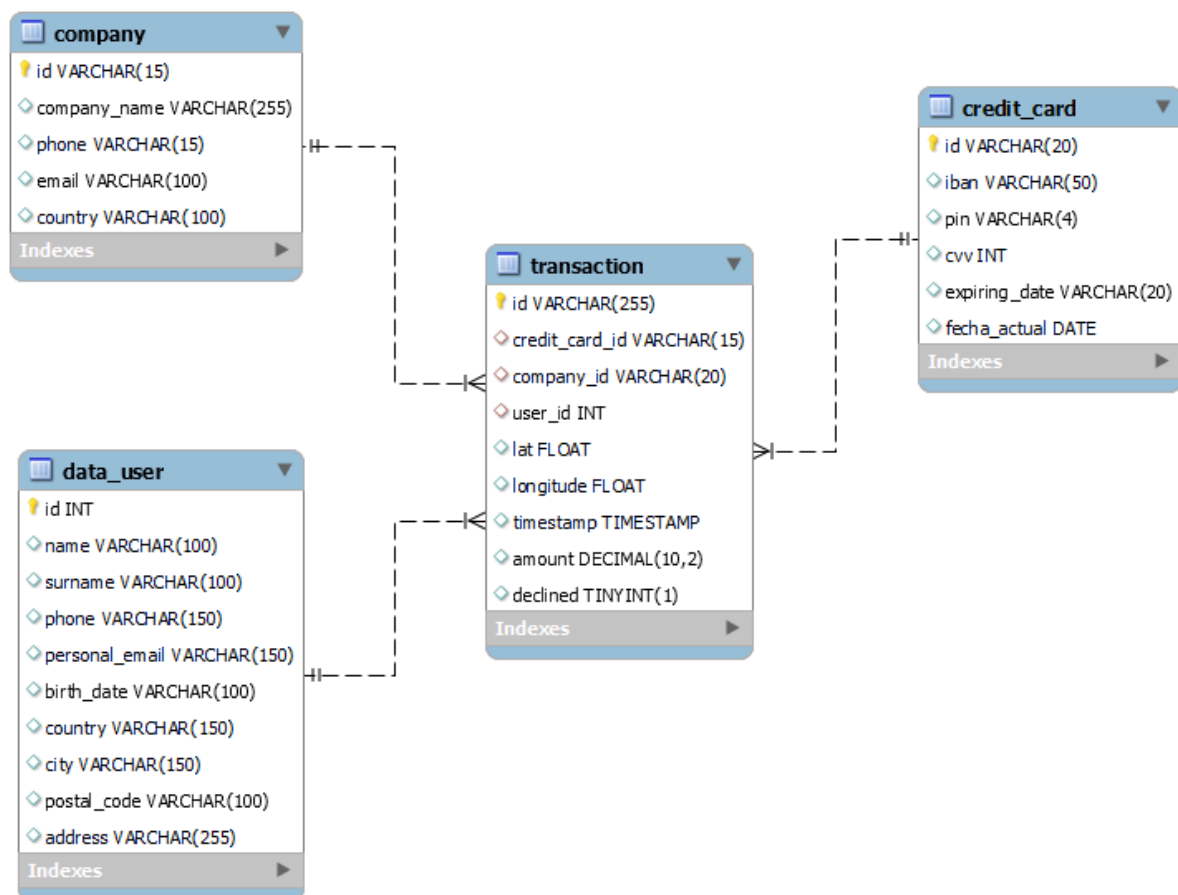 company
id VARCHAR(15)
company_name VARCHAR(255)
phone VARCHAR(15)
email VARCHAR(100)
country VARCHAR(100)
Indexes
credit_card
id VARCHAR(20)
iban VARCHAR(50)
pin VARCHAR(4)
cvv INT
expiring_date VARCHAR(20)
fecha_actual DATE
Indexes
transaction
id VARCHAR(255)
credit_card_id VARCHAR(15)
company_id VARCHAR(20)
user_id INT
lat FLOAT
longitude FLOAT
timestamp TIMESTAMP
amount DECIMAL(10,2)
declined TINYINT(1)
Indexes
data_user
id INT
name VARCHAR(100)
surname VARCHAR(100)
phone VARCHAR(150)
personal_email VARCHAR(150)
birth_date VARCHAR(100)
country VARCHAR(150)
city VARCHAR(150)
postal_code VARCHAR(100)
address VARCHAR(255)
Indexes